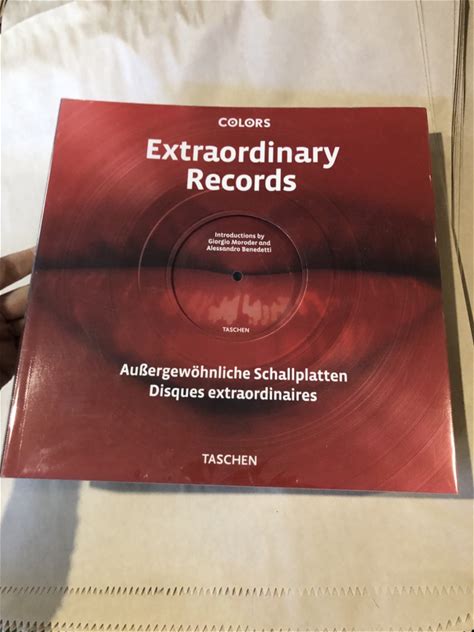 COLORS
Extraordinary
Records
Introductions by
Giorgio Moroder and
Alessandro Benedetti
TASCHEN
Außergewöhnliche Schallplatten
Disques extraordinaires
TASCHEN